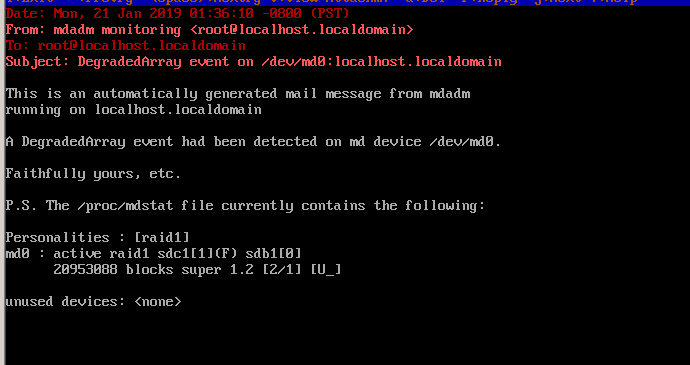 Date: Mon, 21 Jan 2019 01:36:10 -0800 (PST)
From: mdadm monitoring <root@localhost.localdomain>
To: root@localhost.localdomain
Subject: DegradedArray event on /dev/md0:localhost.localdomain
This is an automatically generated mail message from mdadm
running on localhost.localdomain
A DegradedArray event had been detected on md device /dev/md0.
Faithfully yours, etc.
P.S. The /proc/mdstat file currently contains the following:
Personalities : [raid1]
md0 : active raid1 sdc1[1](F) sdb1[0]
20953088 blocks super 1.2 [2/1] [U_]
unused devices: <none>